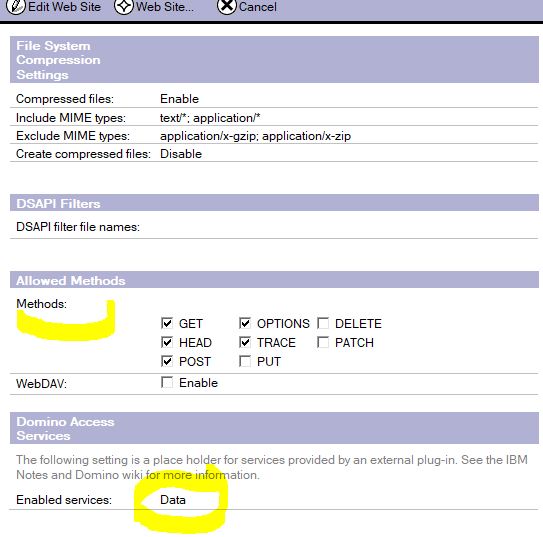 Edit Web Site Web Site... Cancel
File System
Compression
Settings
Compressed files: Enable
Include MIME types: text/*; application/*
Exclude MIME types: application/x-gzip; application/x-zip
Create compressed files: Disable
DSAPI Filters
DSAPI filter file names:
Allowed Methods
Methods:
GET OPTIONS DELETE
HEAD TRACE PATCH
POST PUT
WebDAV: Enable
Domino Access
Services
The following setting is a place holder for services provided by an external plug-in. See the IBM
Notes and Domino wiki for more information.
Enabled services: Data